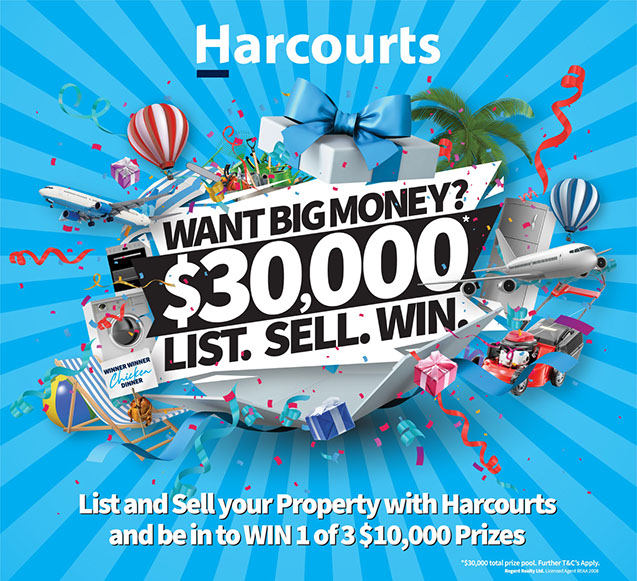 Harcourts
WANT BIG MONEY?
$30,000*
LIST. SELL. WIN.
WINNER WINNER
Chicken
DINNER
List and Sell your Property with Harcourts
and be in to WIN 1 of 3 $10,000 Prizes
*$30,000 total prize pool. Further T&C's Apply.
Regent Realty Ltd. Licensed Agent REAA 2008